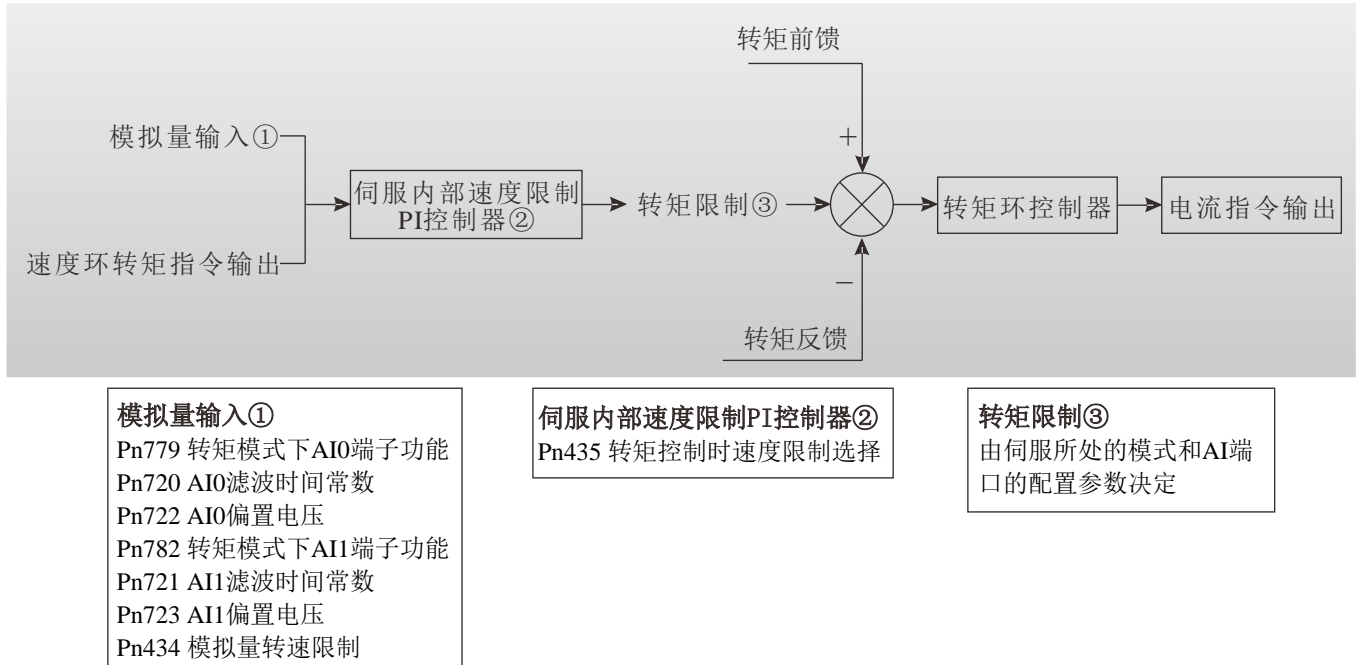 转矩前馈
模拟量输入①
+
伺服内部速度限制
PI控制器②
转矩限制③
转矩环控制器
电流指令输出
速度环转矩指令输出
−
转矩反馈
模拟量输入①
Pn779 转矩模式下AI0端子功能
Pn720 AI0滤波时间常数
Pn722 AI0偏置电压
Pn782 转矩模式下AI1端子功能
Pn721 AI1滤波时间常数
Pn723 AI1偏置电压
Pn434 模拟量转速限制
伺服内部速度限制PI控制器②
Pn435 转矩控制时速度限制选择
转矩限制③
由伺服所处的模式和AI端
口的配置参数决定